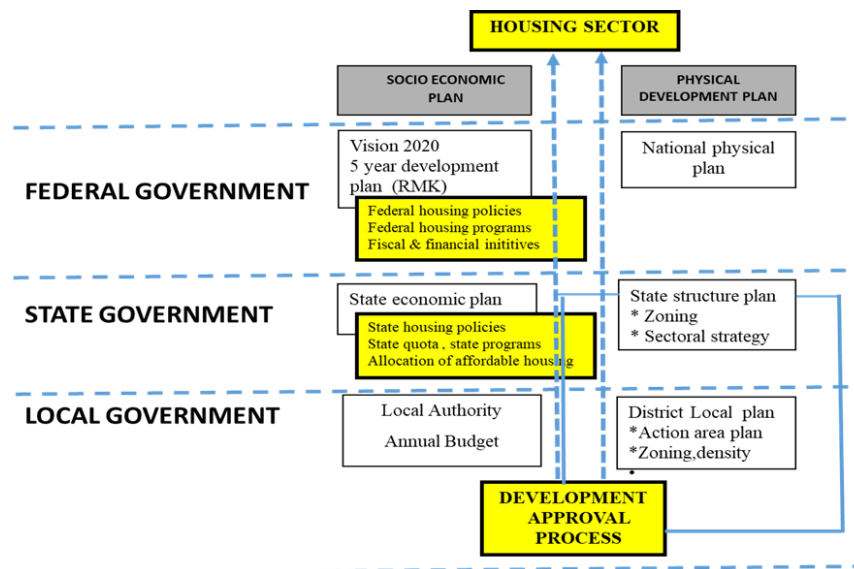 HOUSING SECTOR
SOCIO ECONOMIC
PLAN
PHYSICAL
DEVELOPMENT PLAN
FEDERAL GOVERNMENT
Vision 2020
5 year development
plan (RMK)
Federal housing policies
Federal housing programs
Fiscal & financial inititives
National physical
plan
STATE GOVERNMENT
State economic plan
State housing policies
State quota , state programs
Allocation of affordable housing
State structure plan
* Zoning
* Sectoral strategy
LOCAL GOVERNMENT
Local Authority
Annual Budget
District Local plan
*Action area plan
*Zoning,density
•
DEVELOPMENT
APPROVAL
PROCESS